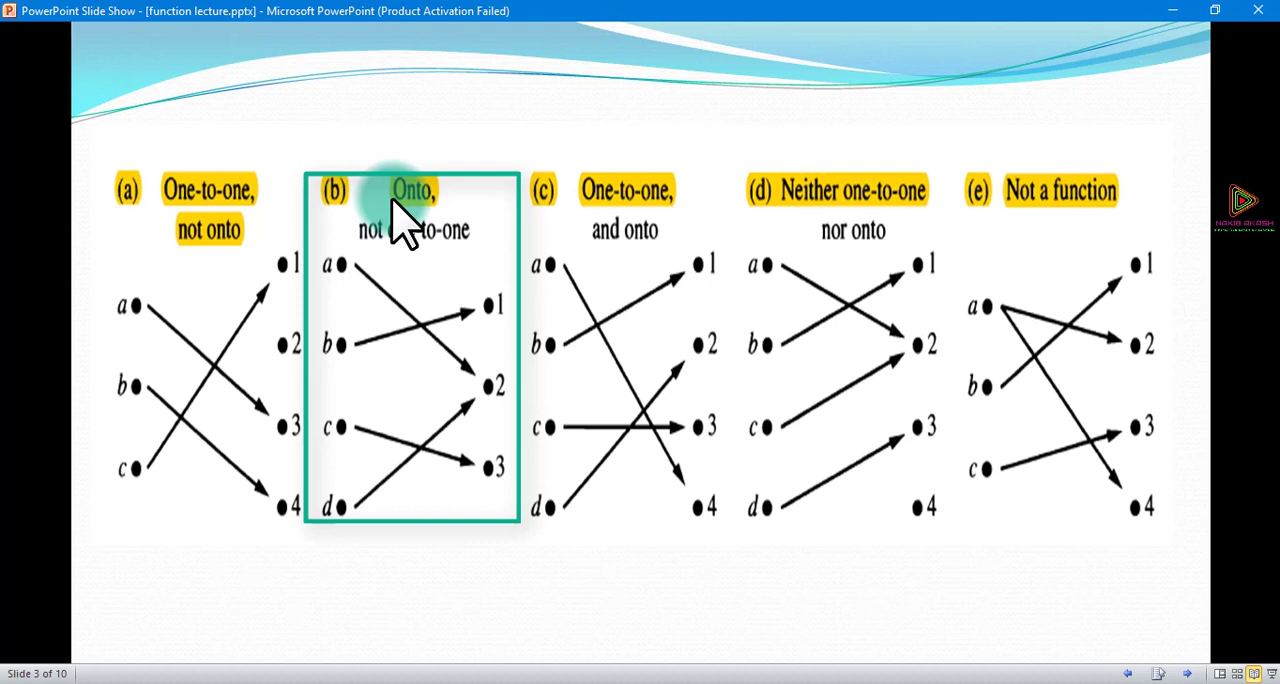 PowerPoint Slide Show - [function lecture.pptx] - Microsoft PowerPoint (Product Activation Failed)
(a) One-to-one,
not onto
a
b
c
1
2
3
4
(b) Onto,
not to-one
a
b
c
d
1
2
3
(c) One-to-one,
and onto
a
b
c
d
1
2
3
4
(d) Neither one-to-one
nor onto
a
b
c
d
1
2
3
4
(e) Not a function
a
b
c
1
2
3
4
NAKIB AKASH
Slide 3 of 10